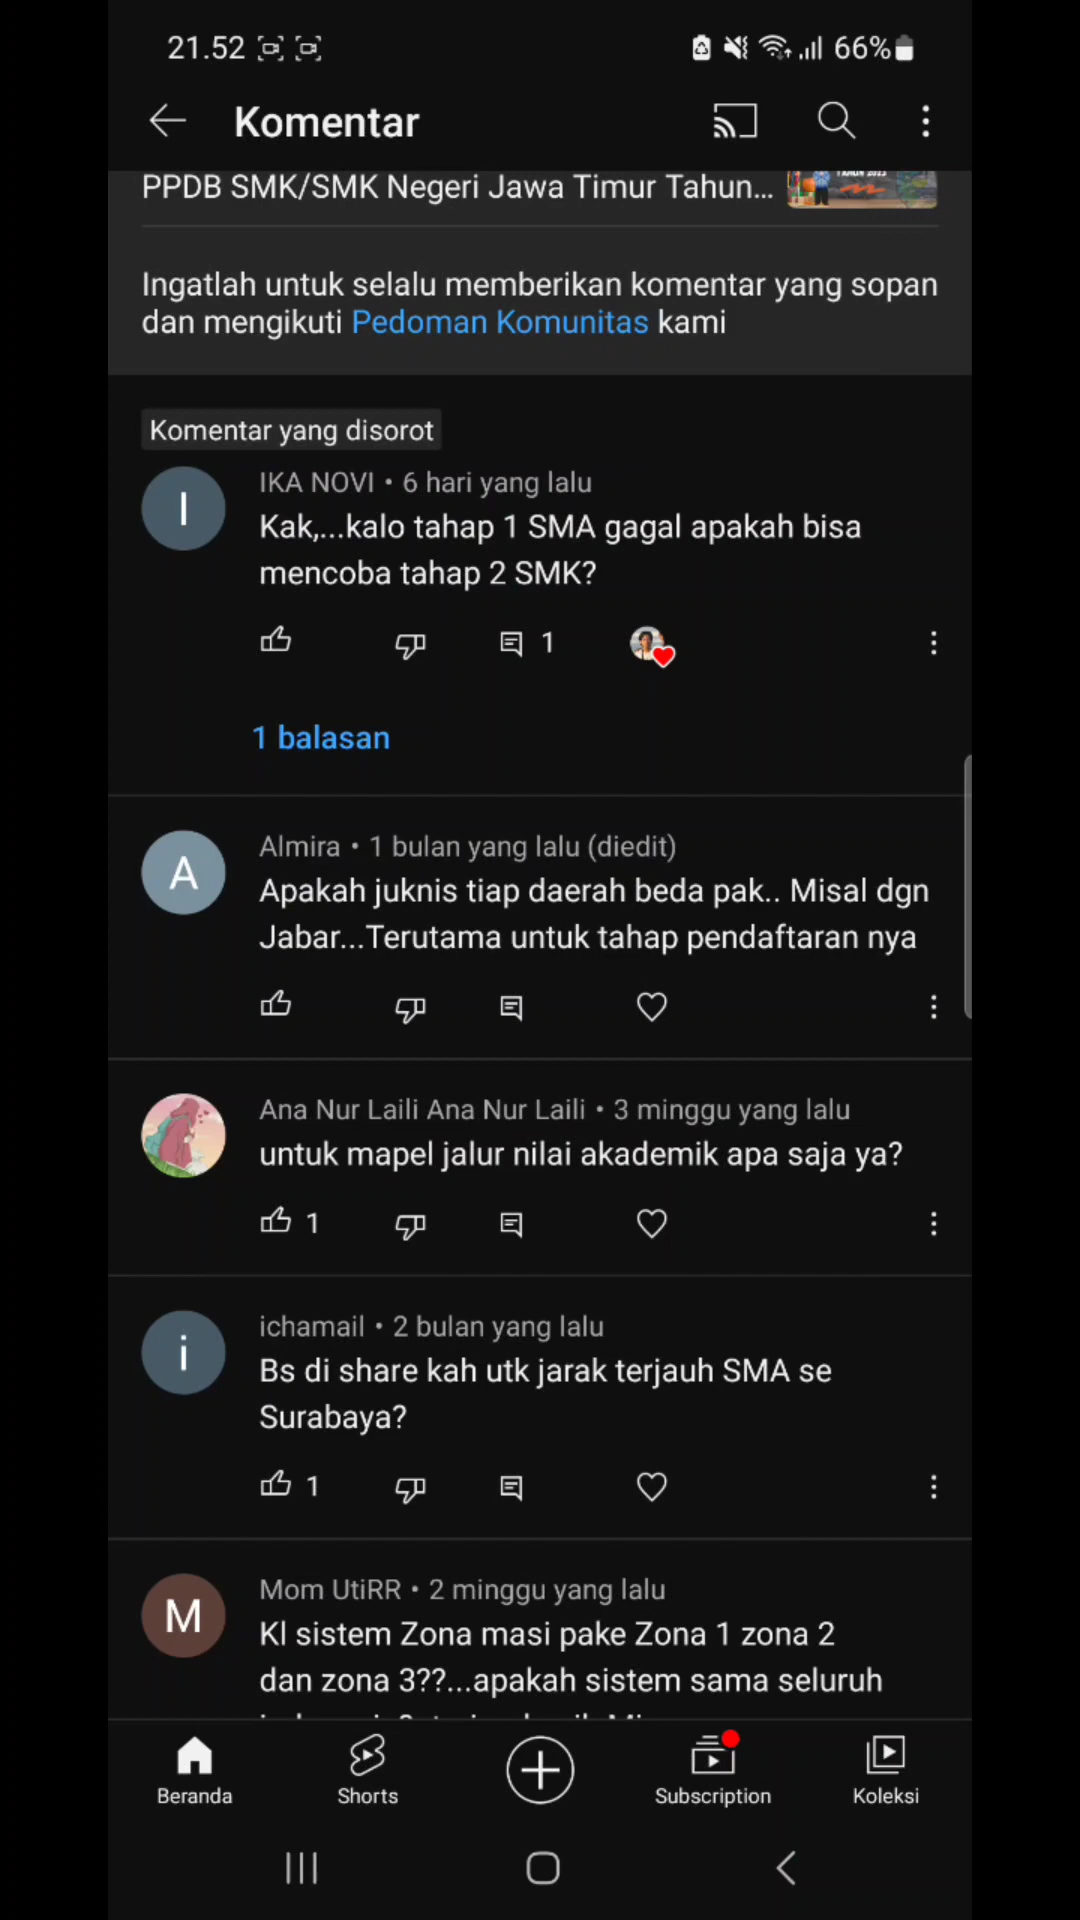 21.52
66%
Komentar
PPDB SMK/SMK Negeri Jawa Timur Tahun...
TAHUN 2023
Ingatlah untuk selalu memberikan komentar yang sopan
dan mengikuti Pedoman Komunitas kami
Komentar yang disorot
I
IKA NOVI • 6 hari yang lalu
Kak,...kalo tahap 1 SMA gagal apakah bisa
mencoba tahap 2 SMK?
1
1 balasan
A
Almira • 1 bulan yang lalu (diedit)
Apakah juknis tiap daerah beda pak.. Misal dgn
Jabar...Terutama untuk tahap pendaftaran nya
Ana Nur Laili Ana Nur Laili • 3 minggu yang lalu
untuk mapel jalur nilai akademik apa saja ya?
1
i
ichamail • 2 bulan yang lalu
Bs di share kah utk jarak terjauh SMA se
Surabaya?
1
M
Mom UtiRR • 2 minggu yang lalu
Kl sistem Zona masi pake Zona 1 zona 2
dan zona 3??...apakah sistem sama seluruh
Beranda
Shorts
Subscription
Koleksi